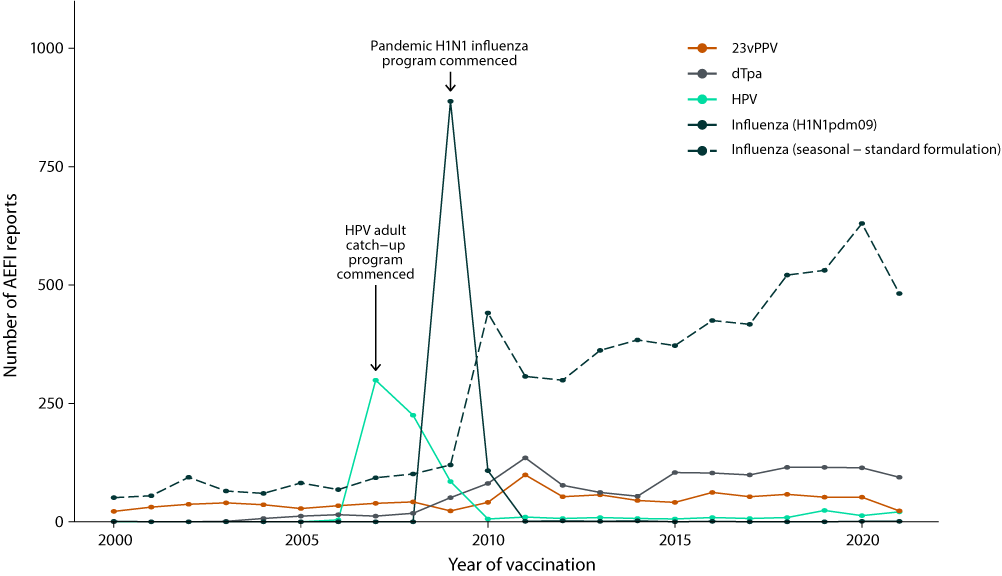 Pandemic H1N1 influenza
program commenced
HPV adult
catch−up
program
commenced
23vPPV
dTpa
HPV
Influenza (H1N1pdm09)
Influenza (seasonal − standard formulation)
Number of AEFI reports
1000
750
500
250
0
2000
2005
2010
2015
2020
Year of vaccination